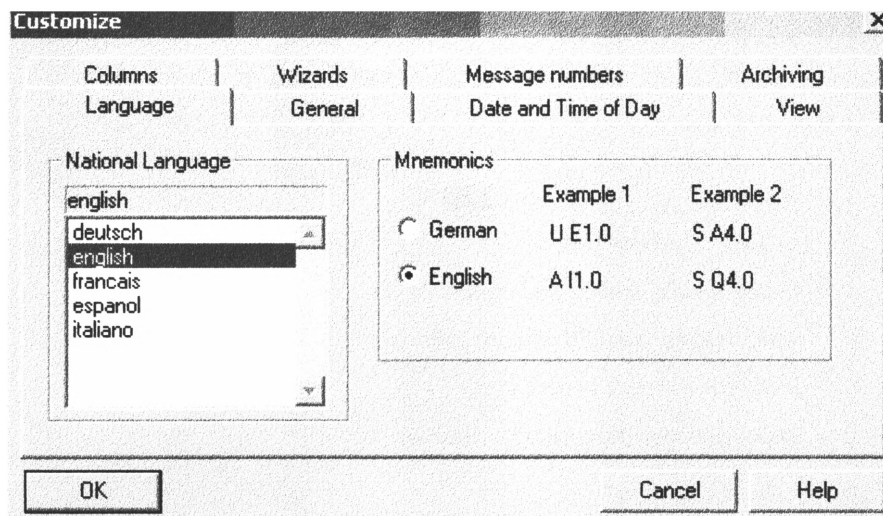 Customize
Columns Wizards Message numbers Archiving
Language General Date and Time of Day View
National Language
english
deutsch
english
francais
espanol
italiano
Mnemonics
Example 1 Example 2
German U E1.0 S A4.0
English A I1.0 S Q4.0
OK Cancel Help